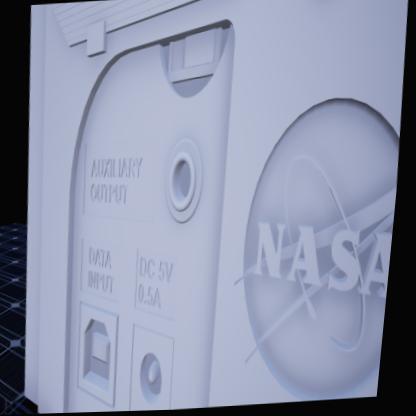 AUXILIARY
OUTPUT
DATA
INPUT
DC 5V
0.5A
NASA